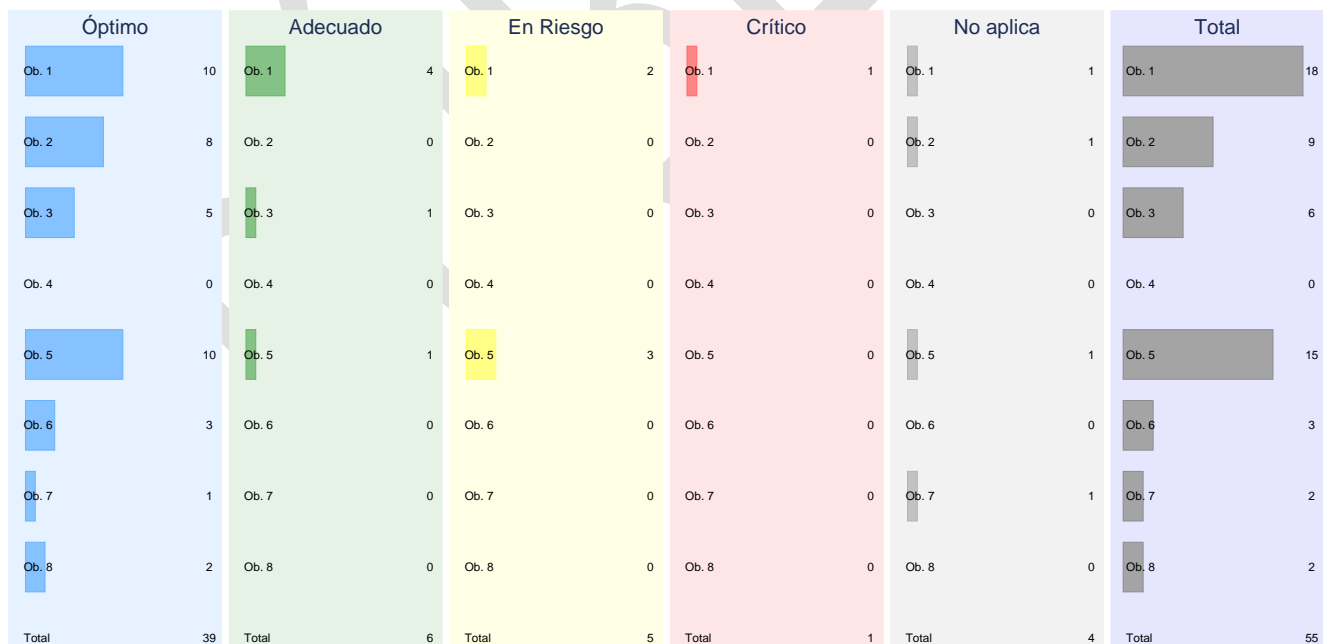 Óptimo Adecuado En Riesgo Crítico No aplica Total
Ob. 1 10 Ob. 1 4 Ob. 1 2 Ob. 1 1 Ob. 1 1 Ob. 1 18
Ob. 2 8 Ob. 2 0 Ob. 2 0 Ob. 2 0 Ob. 2 1 Ob. 2 9
Ob. 3 5 Ob. 3 1 Ob. 3 0 Ob. 3 0 Ob. 3 0 Ob. 3 6
Ob. 4 0 Ob. 4 0 Ob. 4 0 Ob. 4 0 Ob. 4 0 Ob. 4 0
Ob. 5 10 Ob. 5 1 Ob. 5 3 Ob. 5 0 Ob. 5 1 Ob. 5 15
Ob. 6 3 Ob. 6 0 Ob. 6 0 Ob. 6 0 Ob. 6 0 Ob. 6 3
Ob. 7 1 Ob. 7 0 Ob. 7 0 Ob. 7 0 Ob. 7 1 Ob. 7 2
Ob. 8 2 Ob. 8 0 Ob. 8 0 Ob. 8 0 Ob. 8 0 Ob. 8 2
Total 39 Total 6 Total 5 Total 1 Total 4 Total 55